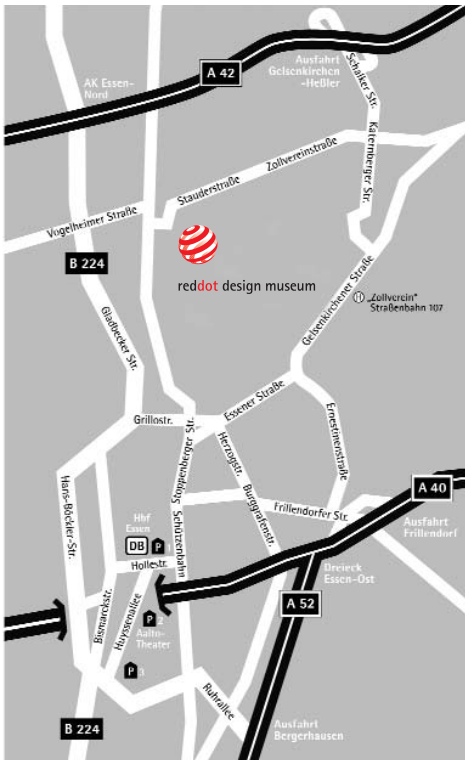 A 42
Ausfahrt
Gelsenkirchen
-Heßler
Schalker Str.
AK Essen-
Nord
Katernberger Str.
Zollvereinstraße
Stauderstraße
Vogelheimer Straße
B 224
reddot design museum
Gelsenkirchener Straße
H „Zollverein“
Straßenbahn 107
Gladbecker Str.
Essener Straße
Grillostr.
Ernestinenstraße
Herzogstr.
Stoppenberger Str.
Hans-Böckler-Str.
A 40
Burggrafenstr.
Frillendorfer Str.
Ausfahrt
Frillendorf
Schützenbahn
Hbf
Essen
DB
P 1
Hollestr.
Dreieck
Essen-Ost
A 52
Bismarckstr.
Huyssenallee
P 2
Aalto-
Theater
P 3
Ruhrallee
B 224
Ausfahrt
Bergerhausen